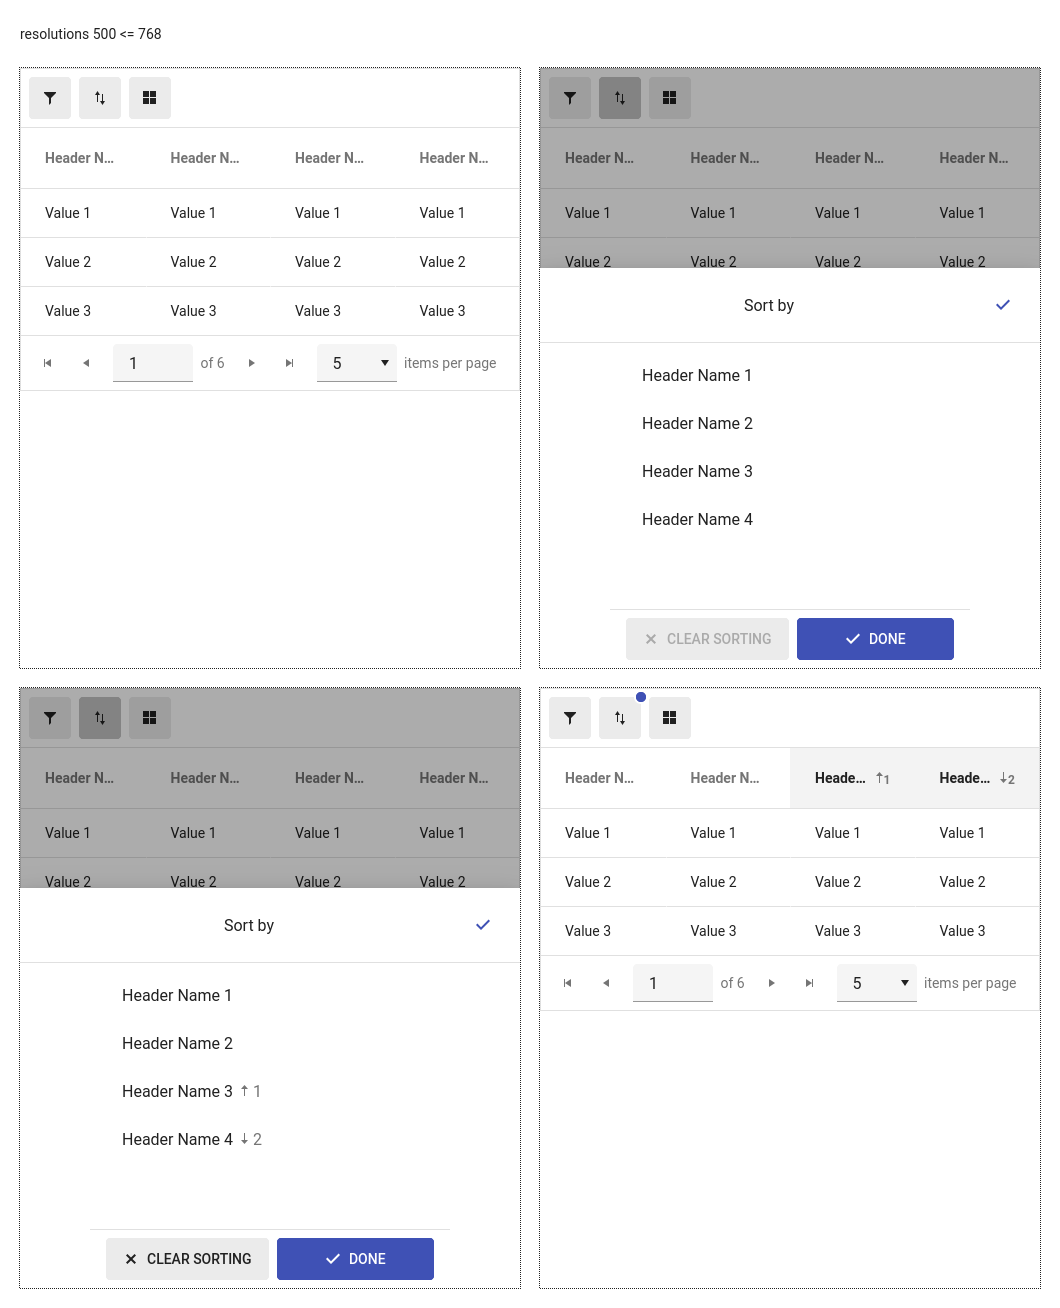 resolutions 500 <= 768
Header N... Header N... Header N... Header N...
Value 1 Value 1 Value 1 Value 1
Value 2 Value 2 Value 2 Value 2
Value 3 Value 3 Value 3 Value 3
1 of 6 5 items per page
Header N... Header N... Header N... Header N...
Value 1 Value 1 Value 1 Value 1
Value 2 Value 2 Value 2 Value 2
Sort by
Header Name 1
Header Name 2
Header Name 3
Header Name 4
CLEAR SORTING DONE
Header N... Header N... Header N... Header N...
Value 1 Value 1 Value 1 Value 1
Value 2 Value 2 Value 2 Value 2
Sort by
Header Name 1
Header Name 2
Header Name 3 ↑ 1
Header Name 4 ↓ 2
CLEAR SORTING DONE
Header N... Header N... Heade... ↑1 Heade... ↓2
Value 1 Value 1 Value 1 Value 1
Value 2 Value 2 Value 2 Value 2
Value 3 Value 3 Value 3 Value 3
1 of 6 5 items per page